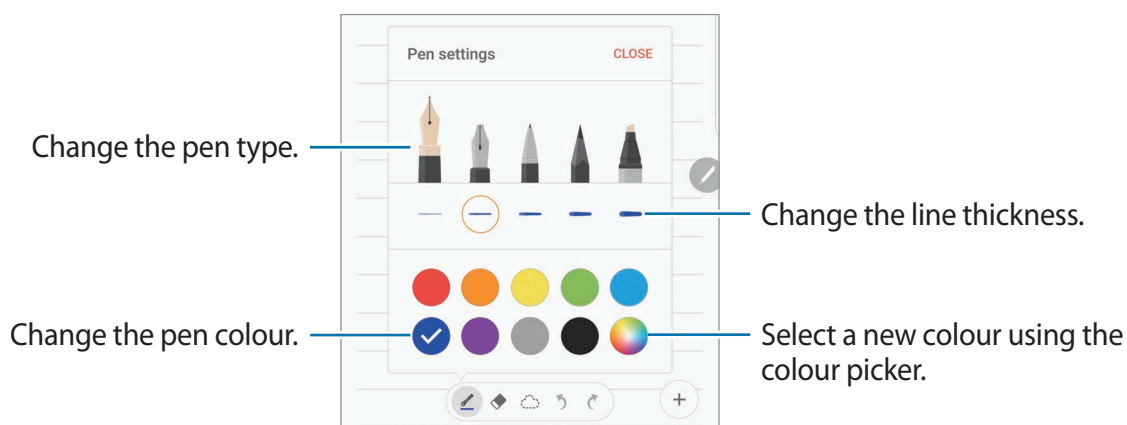 Pen settings
CLOSE
Change the pen type.
Change the line thickness.
Change the pen colour.
Select a new colour using the
colour picker.